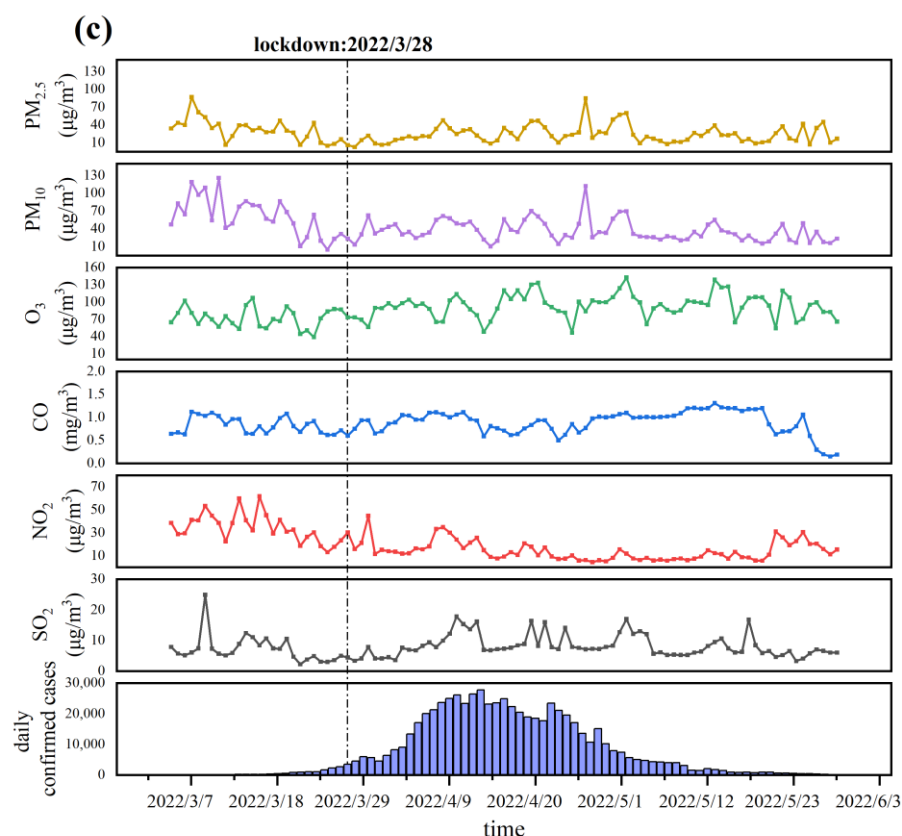 (c)
lockdown:2022/3/28
PM2.5
(μg/m³)
130
100
70
40
10
PM10
(μg/m³)
130
100
70
40
10
O3
(μg/m³)
160
130
100
70
40
10
CO
(mg/m³)
2.0
1.5
1.0
0.5
0.0
NO2
(μg/m³)
70
50
30
10
SO2
(μg/m³)
30
20
10
0
daily
confirmed cases
30,000
20,000
10,000
0
2022/3/7 2022/3/18 2022/3/29 2022/4/9 2022/4/20 2022/5/1 2022/5/12 2022/5/23 2022/6/3
time